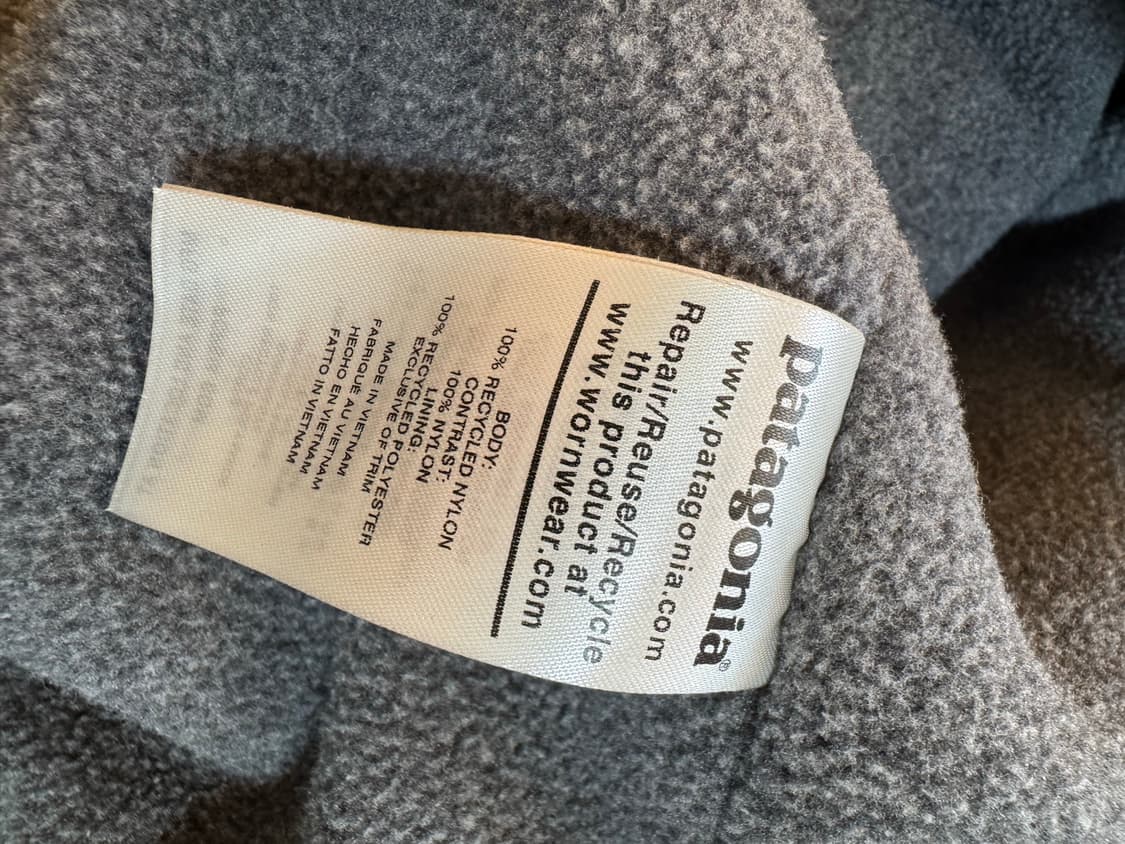 patagonia®
www.patagonia.com
Repair/Reuse/Recycle
this product at
www.wornwear.com
BODY:
100% RECYCLED NYLON
CONTRAST:
100% NYLON
LINING:
100% RECYCLED POLYESTER
EXCLUSIVE OF TRIM
MADE IN VIETNAM
FABRIQUÉ AU VIETNAM
HECHO EN VIETNAM
FATTO IN VIETNAM